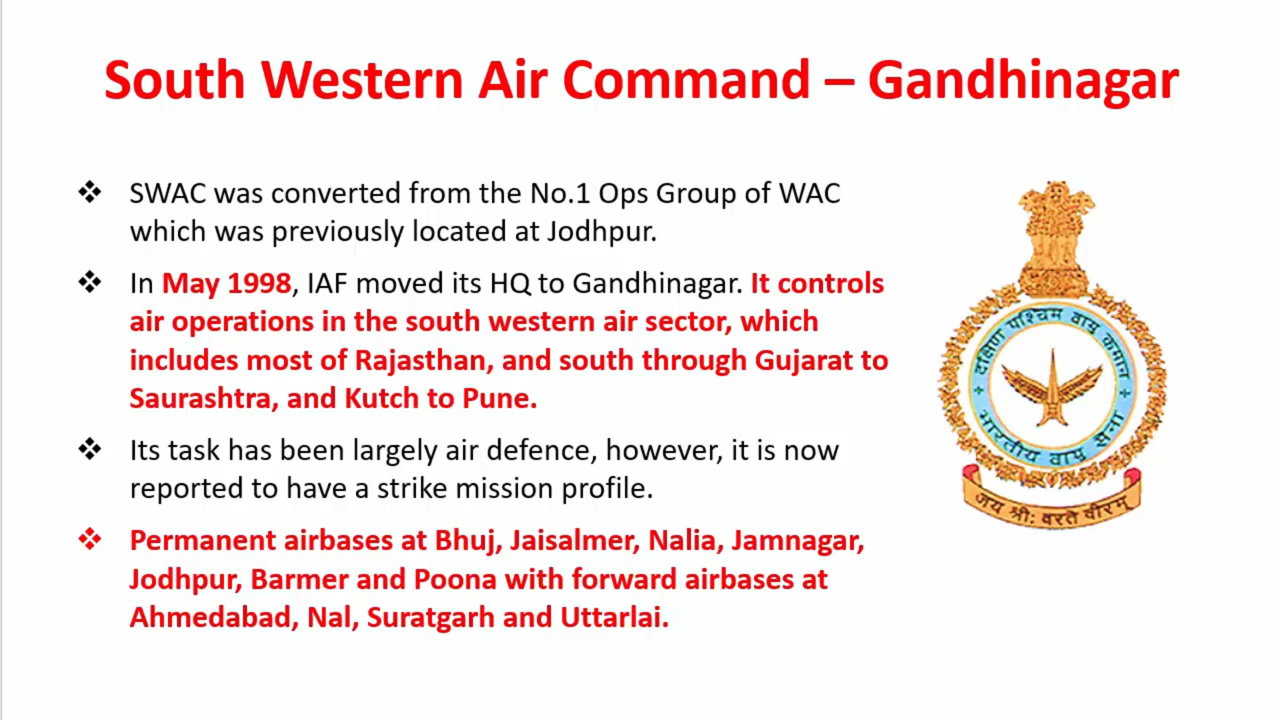 South Western Air Command – Gandhinagar
SWAC was converted from the No.1 Ops Group of WAC
which was previously located at Jodhpur.
In May 1998, IAF moved its HQ to Gandhinagar. It controls
air operations in the south western air sector, which
includes most of Rajasthan, and south through Gujarat to
Saurashtra, and Kutch to Pune.
Its task has been largely air defence, however, it is now
reported to have a strike mission profile.
Permanent airbases at Bhuj, Jaisalmer, Nalia, Jamnagar,
Jodhpur, Barmer and Poona with forward airbases at
Ahmedabad, Nal, Suratgarh and Uttarlai.
दक्षिण पश्चिम वायु कमान
भारतीय वायु सेना
जय श्रीः वरते वीरम्